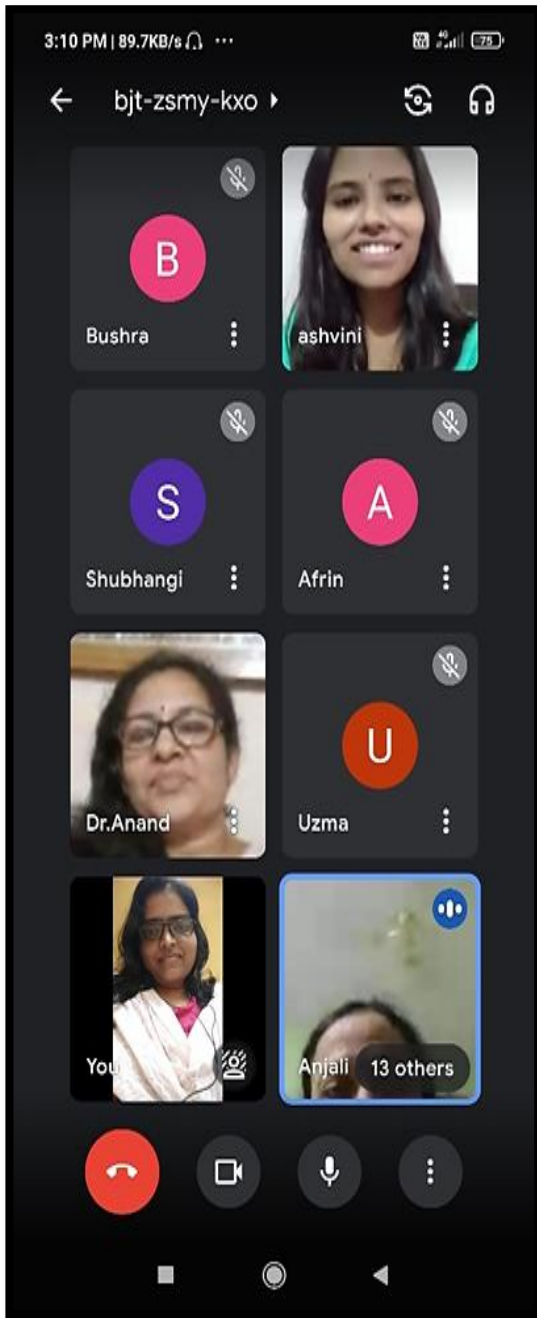 3:10 PM | 89.7KB/s ...
4G 75
bjt-zsmy-kxo
B
Bushra
ashvini
S
Shubhangi
A
Afrin
Dr.Anand
U
Uzma
You
Anjali 13 others